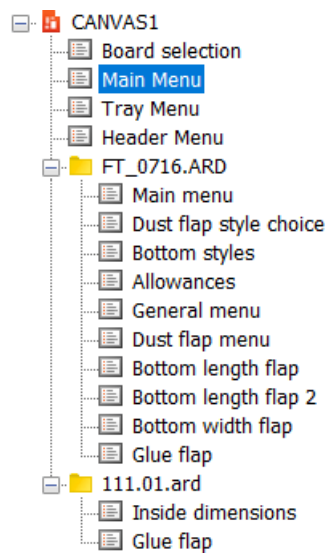 CANVAS1
Board selection
Main Menu
Tray Menu
Header Menu
FT_0716.ARD
Main menu
Dust flap style choice
Bottom styles
Allowances
General menu
Dust flap menu
Bottom length flap
Bottom length flap 2
Bottom width flap
Glue flap
111.01.ard
Inside dimensions
Glue flap